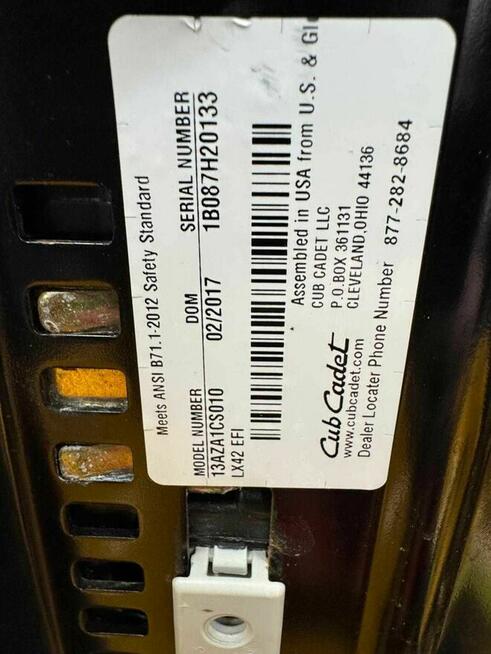 Meets ANSI B71.1-2012 Safety Standard
MODEL NUMBER DOM SERIAL NUMBER
13AZA1CS010 02/2017 1B087H20133
LX42 EFI
Assembled in USA from U.S. &
Cub Cadet
CUB CADET LLC
P.O.BOX 361131
www.cubcadet.com
CLEVELAND,OHIO 44136
Dealer Locater Phone Number 877-282-8684